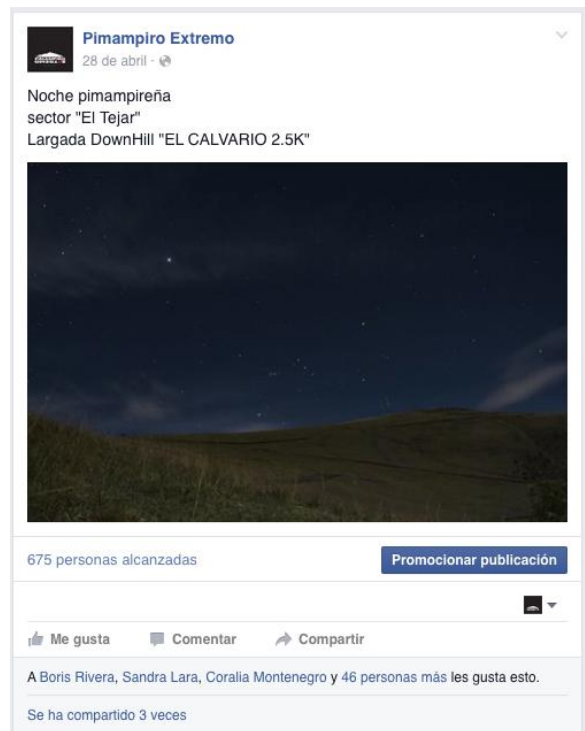 Pimampiro Extremo
28 de abril ·
Noche pimampireña
sector "El Tejar"
Largada DownHill "EL CALVARIO 2.5K"
675 personas alcanzadas
Promocionar publicación
Me gusta Comentar Compartir
A Boris Rivera, Sandra Lara, Coralia Montenegro y 46 personas más les gusta esto.
Se ha compartido 3 veces